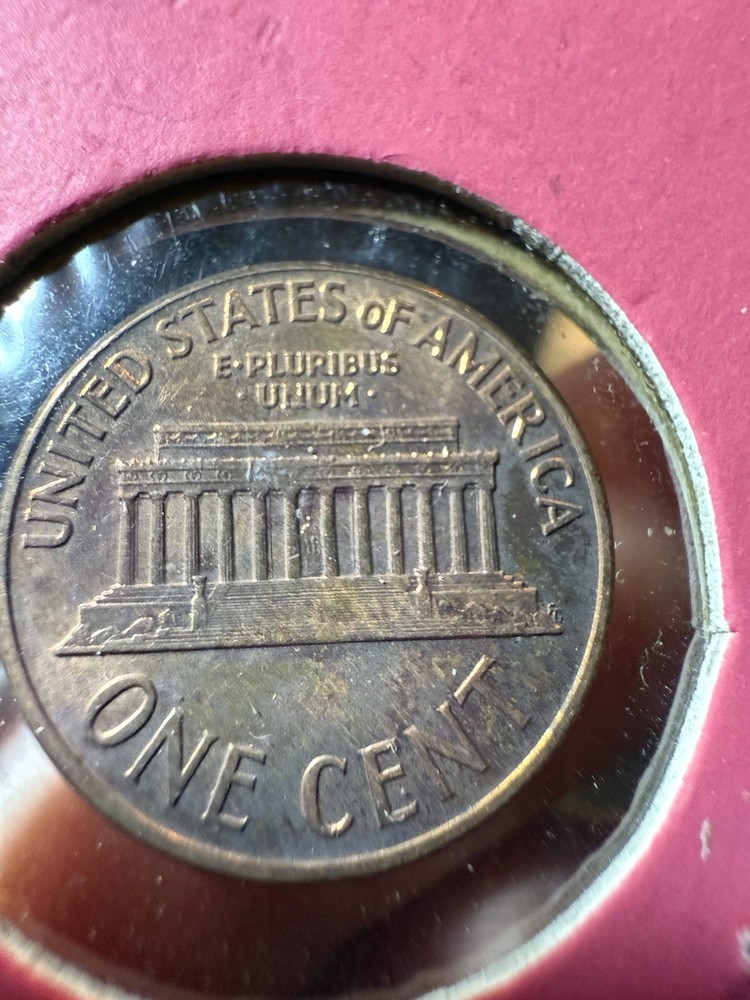 UNITED STATES OF AMERICA
E·PLURIBUS
·UNUM·
ONE CENT